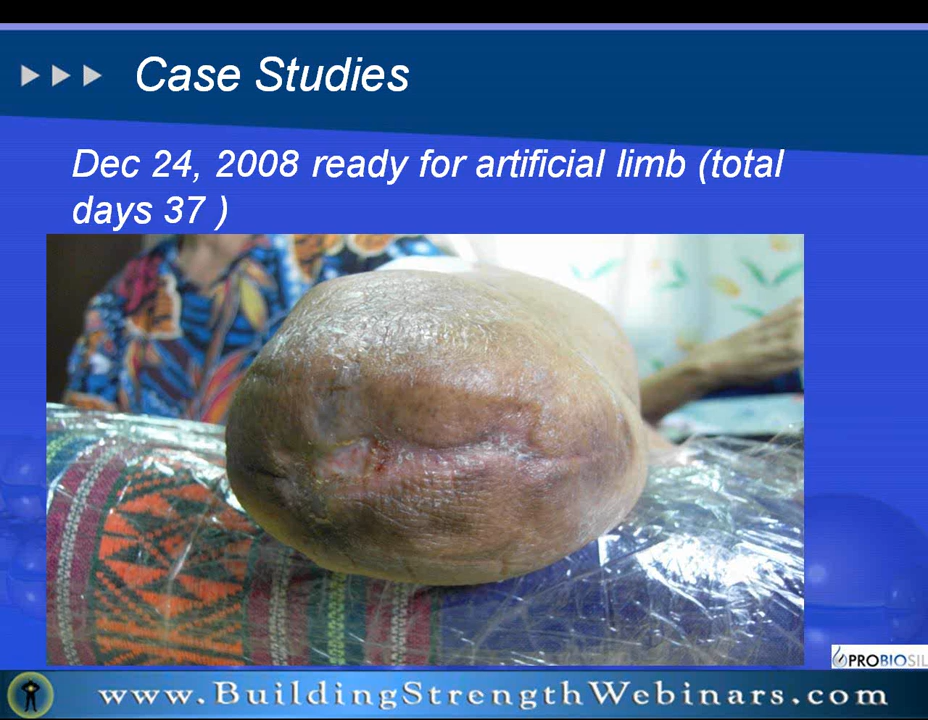 Case Studies
Dec 24, 2008 ready for artificial limb (total
days 37 )
PROBIOSIL
www.BuildingStrengthWebinars.com